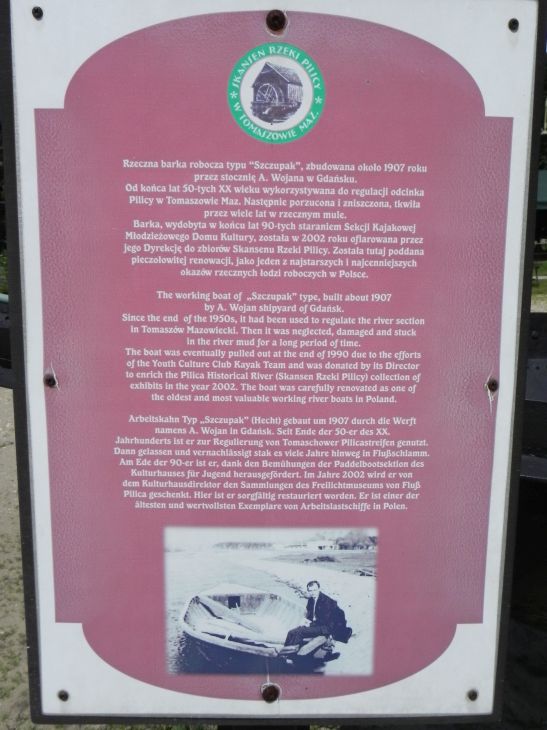 SKANSEN RZEKI PILICY
W TOMASZOWIE MAZ.
Rzeczna barka robocza typu "Szczupak", zbudowana około 1907 roku
przez stocznię A. Wojana w Gdańsku.
Od końca lat 50-tych XX wieku wykorzystywana do regulacji odcinka
Pilicy w Tomaszowie Maz. Następnie porzucona i zniszczona, tkwiła
przez wiele lat w rzecznym mule.
Barka, wydobyta w końcu lat 90-tych staraniem Sekcji Kajakowej
Młodzieżowego Domu Kultury, została w 2002 roku ofiarowana przez
jego Dyrekcję do zbiorów Skansenu Rzeki Pilicy. Została tutaj poddana
pieczołowitej renowacji, jako jeden z najstarszych i najcenniejszych
okazów rzecznych łodzi roboczych w Polsce.
The working boat of „Szczupak" type, built about 1907
by A. Wojan shipyard of Gdańsk.
Since the end of the 1950s, it had been used to regulate the river section
in Tomaszów Mazowiecki. Then it was neglected, damaged and stuck
in the river mud for a long period of time.
The boat was eventually pulled out at the end of 1990 due to the efforts
of the Youth Culture Club Kayak Team and was donated by its Director
to enrich the Pilica Historical River (Skansen Rzeki Pilicy) collection of
exhibits in the year 2002. The boat was carefully renovated as one of
the oldest and most valuable working river boats in Poland.
Arbeitskahn Typ „Szczupak" (Hecht) gebaut um 1907 durch die Werft
namens A. Wojan in Gdańsk. Seit Ende der 50-er des XX.
Jahrhunderts ist er zur Regulierung von Tomaschower Pilicastreifen genutzt.
Dann gelassen und vernachlässigt stak es viele Jahre hinweg in Flußschlamm.
Am Ede der 90-er ist er, dank den Bemühungen der Paddelbootsektion des
Kulturhauses für Jugend herausgefördert. Im Jahre 2002 wird er von
dem Kulturhausdirektor den Sammlungen des Freilichtmuseums von Fluß
Pilica geschenkt. Hier ist er sorgfältig restauriert worden. Er ist einer der
ältesten und wertvollsten Exemplare von Arbeitslastschiffe in Polen.